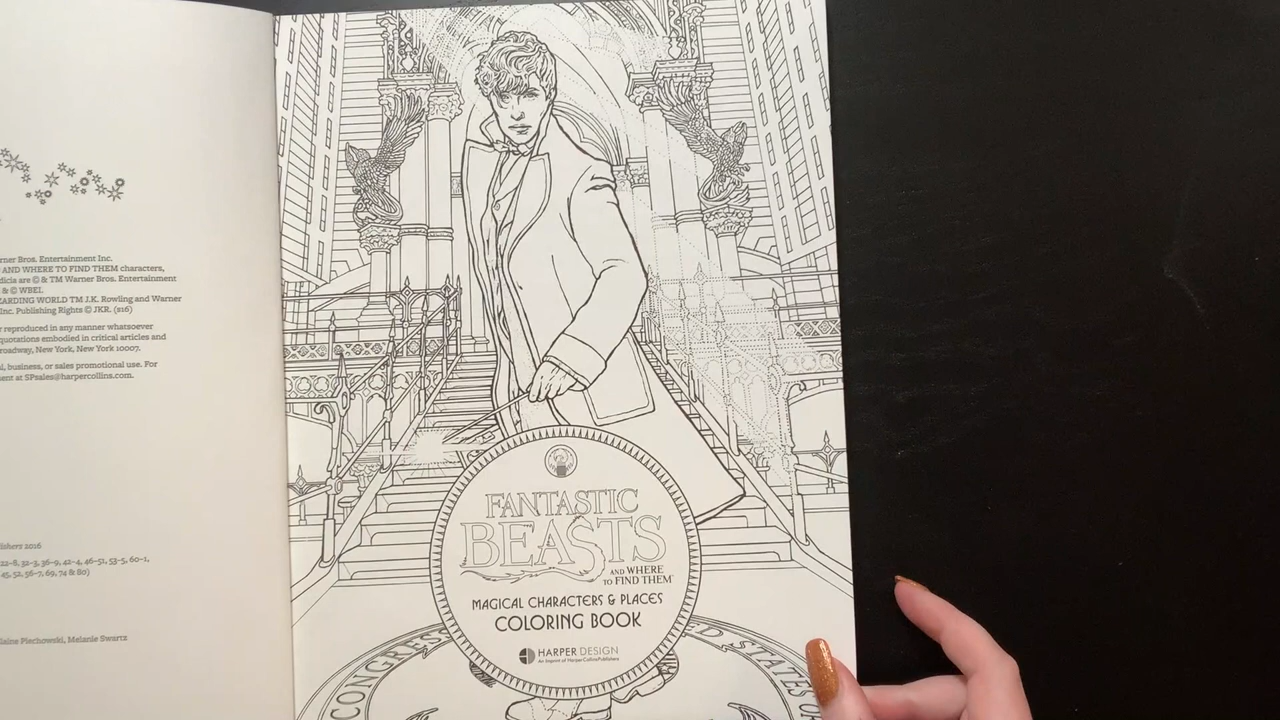 rner Bros. Entertainment Inc.
AND WHERE TO FIND THEM characters,
dicia are © & TM Warner Bros. Entertainment
& © WBEI.
ZARDING WORLD TM J.K. Rowling and Warner
Inc. Publishing Rights © JKR. (s16)
r reproduced in any manner whatsoever
quotations embodied in critical articles and
roadway, New York, New York 10007.
l, business, or sales promotional use. For
ment at SPsales@harpercollins.com.
lishers 2016
22–8, 32–3, 36–9, 42–4, 46–51, 53–5, 60–1,
45, 52, 56–7, 69, 74 & 80)
laine Piechowski, Melanie Swartz
FANTASTIC
BEASTS
AND WHERE
TO FIND THEM
MAGICAL CHARACTERS & PLACES
COLORING BOOK
HARPER DESIGN
An Imprint of HarperCollinsPublishers
CONGRESS
ED STATES OF